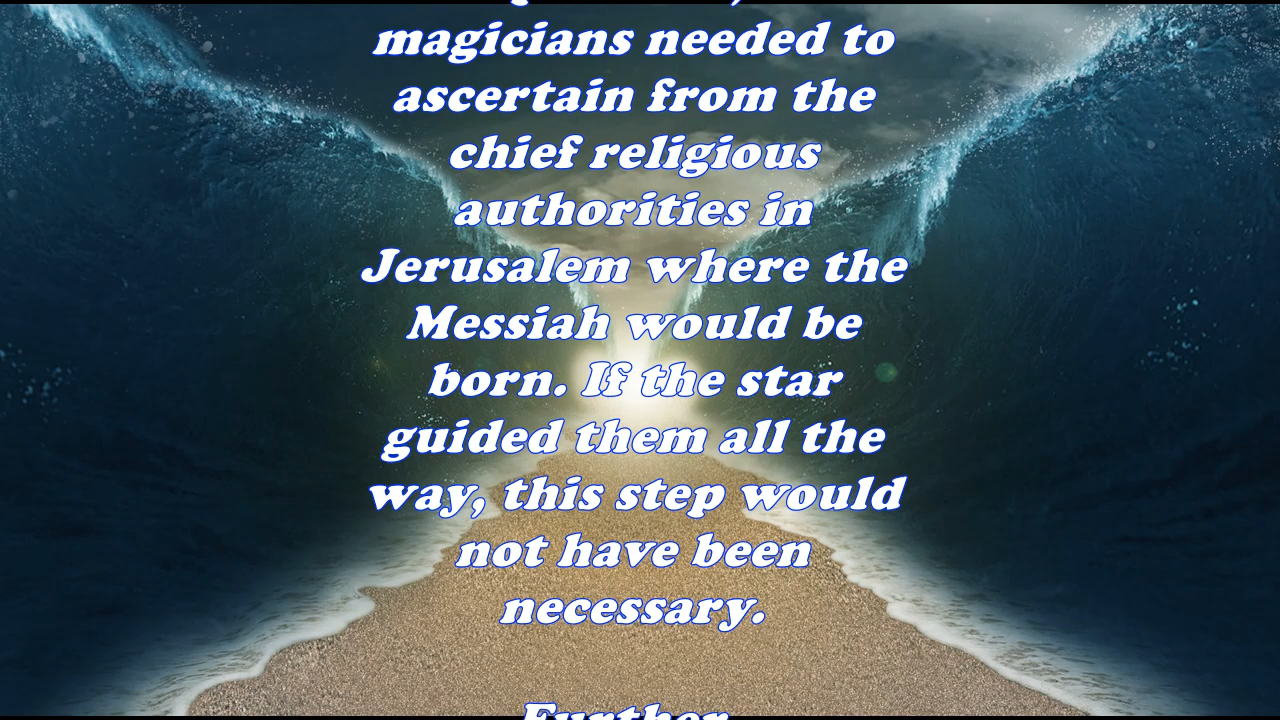 magicians needed to
ascertain from the
chief religious
authorities in
Jerusalem where the
Messiah would be
born. If the star
guided them all the
way, this step would
not have been
necessary.
Further